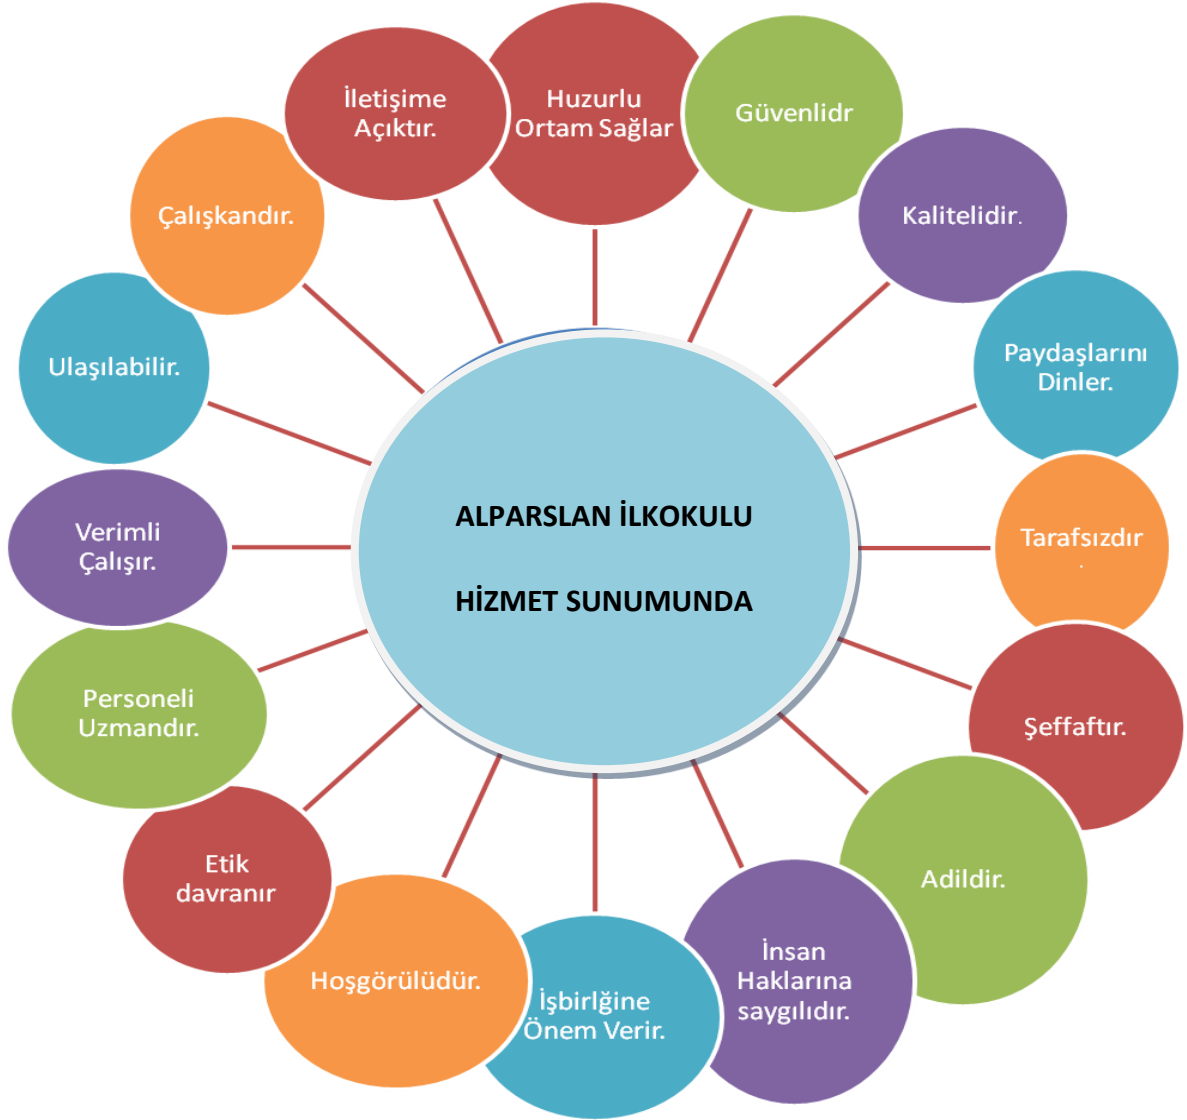 ALPARSLAN İLKOKULU
HİZMET SUNUMUNDA
Huzurlu
Ortam Sağlar
Güvenlidr
Kalitelidir.
Paydaşlarını
Dinler.
Tarafsızdır
.
Şeffaftır.
Adildir.
İnsan
Haklarına
saygılıdır.
İşbirlğine
Önem Verir.
Hoşgörülüdür.
Etik
davranır
Personeli
Uzmandır.
Verimli
Çalışır.
Ulaşılabilir.
Çalışkandır.
İletişime
Açıktır.